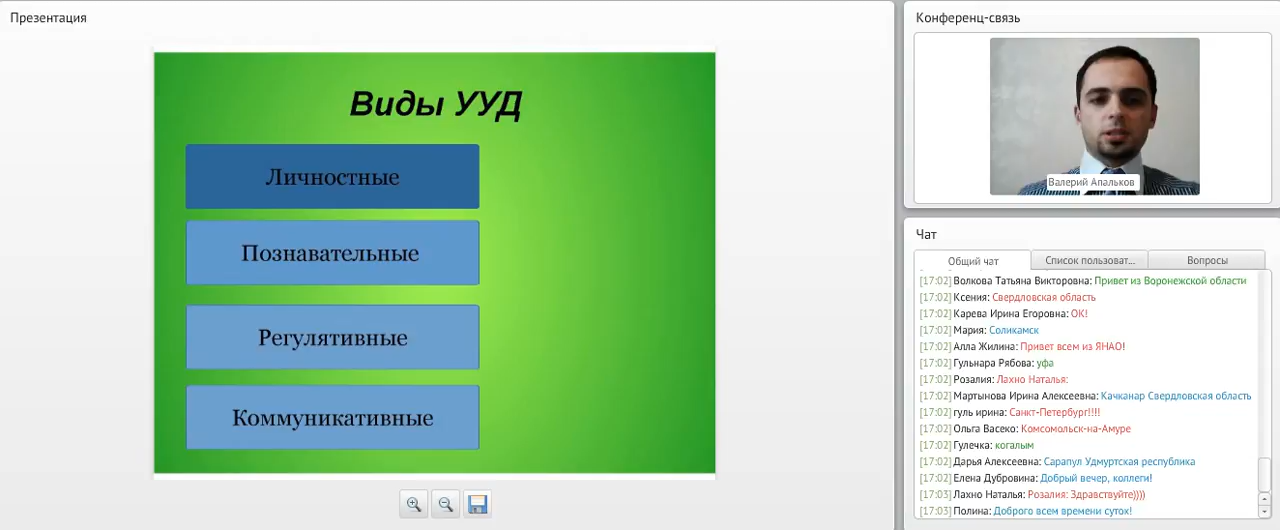 Презентация
Виды УУД
Личностные
Познавательные
Регулятивные
Коммуникативные
Конференц-связь
Валерий Апальков
Чат
Общий чат
Список пользоват...
Вопросы
[17:02] Волкова Татьяна Викторовна: Привет из Воронежской области
[17:02] Ксения: Свердловская область
[17:02] Карева Ирина Егоровна: ОК!
[17:02] Мария: Соликамск
[17:02] Алла Жилина: Привет всем из ЯНАО!
[17:02] Гульнара Рябова: уфа
[17:02] Розалия: Лахно Наталья:
[17:02] Мартынова Ирина Алексеевна: Качканар Свердловская область
[17:02] гуль ирина: Санкт-Петербург!!!!
[17:02] Ольга Васеко: Комсомольск-на-Амуре
[17:02] Гулечка: когалым
[17:02] Дарья Алексеевна: Сарапул Удмуртская республика
[17:02] Елена Дубровина: Добрый вечер, коллеги!
[17:03] Лахно Наталья: Розалия: Здравствуйте))))
[17:03] Полина: Доброго всем времени суток!